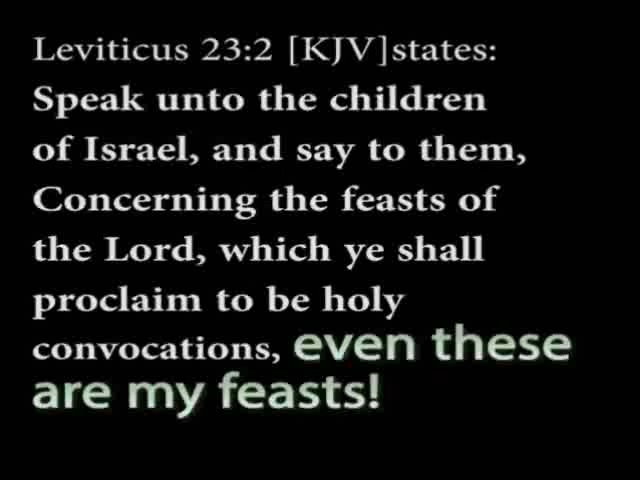 Leviticus 23:2 [KJV]states:
Speak unto the children
of Israel, and say to them,
Concerning the feasts of
the Lord, which ye shall
proclaim to be holy
convocations, even these
are my feasts!